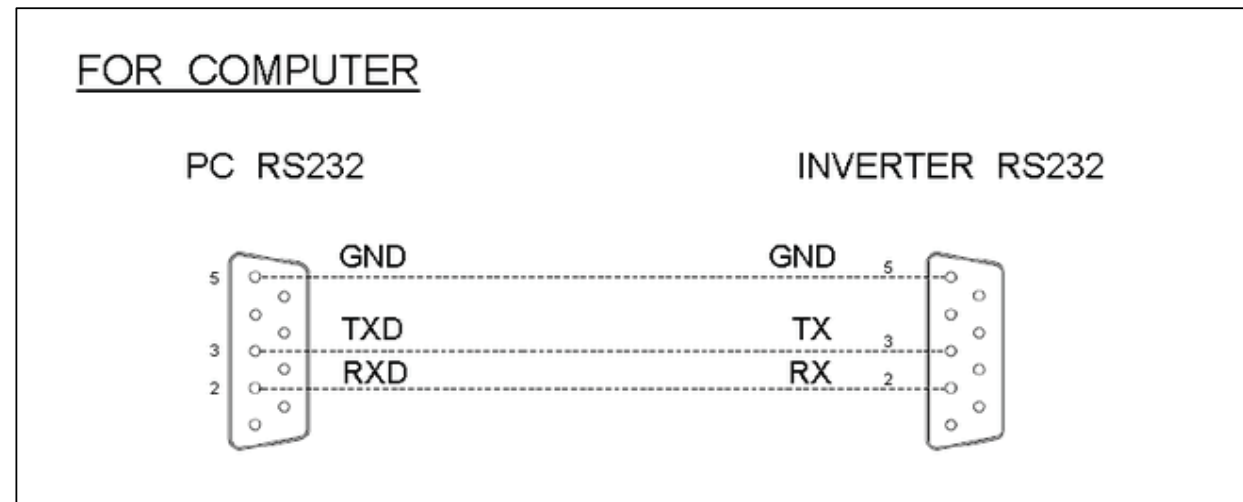 FOR COMPUTER
PC RS232 INVERTER RS232
GND GND
5 5
TXD TX
3 3
RXD RX
2 2